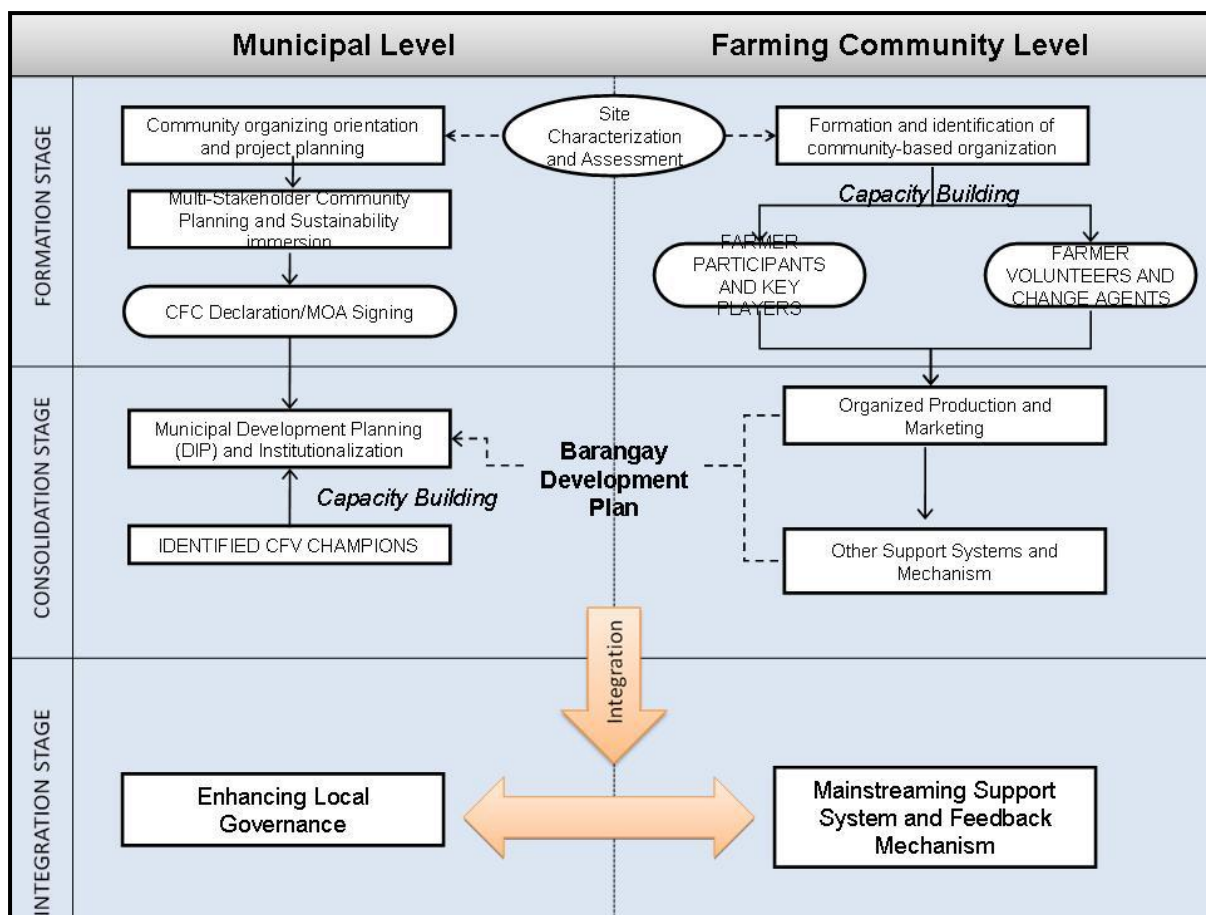 Municipal Level
Farming Community Level
FORMATION STAGE
Community organizing orientation
and project planning
Site
Characterization
and Assessment
Formation and identification of
community-based organization
Multi-Stakeholder Community
Planning and Sustainability
immersion
Capacity Building
CFC Declaration/MOA Signing
FARMER
PARTICIPANTS
AND KEY
PLAYERS
FARMER
VOLUNTEERS AND
CHANGE AGENTS
CONSOLIDATION STAGE
Municipal Development Planning
(DIP) and Institutionalization
Capacity Building
IDENTIFIED CFV CHAMPIONS
Barangay
Development
Plan
Organized Production and
Marketing
Other Support Systems and
Mechanism
Integration
INTEGRATION STAGE
Enhancing Local
Governance
Mainstreaming Support
System and Feedback
Mechanism